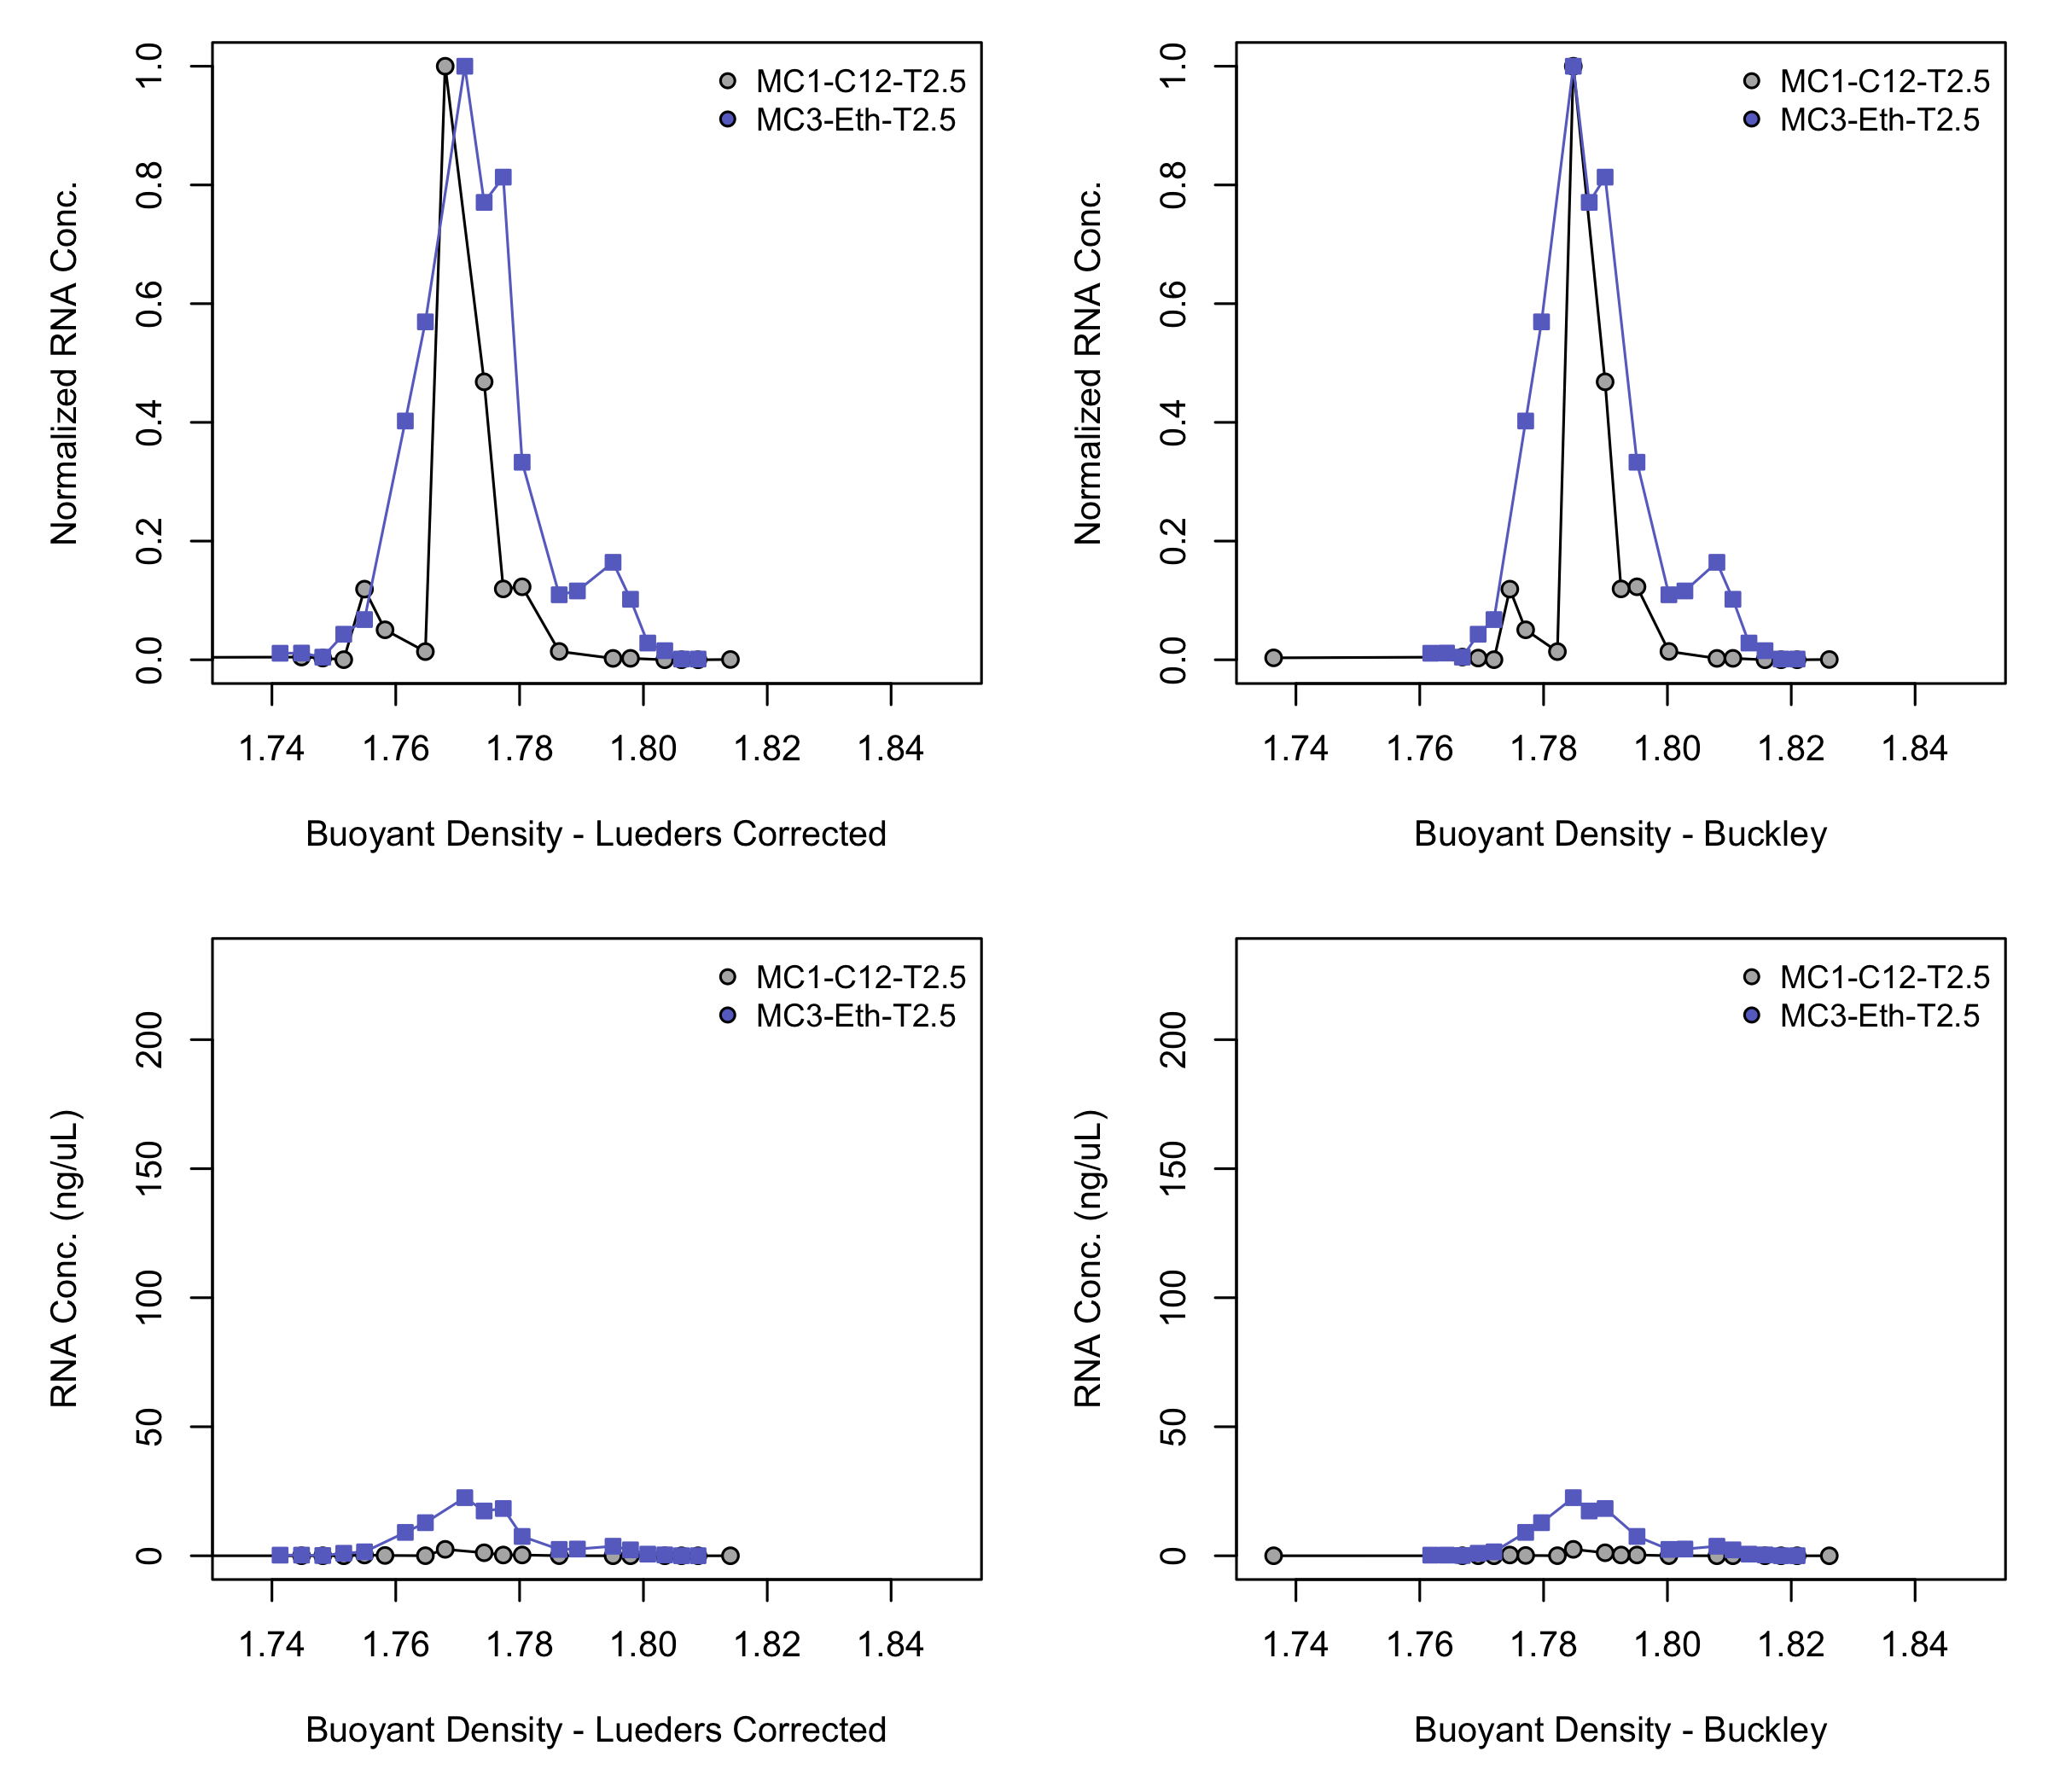 Normalized RNA Conc.
0.0 0.2 0.4 0.6 0.8 1.0
MC1-C12-T2.5
MC3-Eth-T2.5
1.74 1.76 1.78 1.80 1.82 1.84
Buoyant Density - Lueders Corrected
Normalized RNA Conc.
0.0 0.2 0.4 0.6 0.8 1.0
MC1-C12-T2.5
MC3-Eth-T2.5
1.74 1.76 1.78 1.80 1.82 1.84
Buoyant Density - Buckley
RNA Conc. (ng/uL)
0 50 100 150 200
MC1-C12-T2.5
MC3-Eth-T2.5
1.74 1.76 1.78 1.80 1.82 1.84
Buoyant Density - Lueders Corrected
RNA Conc. (ng/uL)
0 50 100 150 200
MC1-C12-T2.5
MC3-Eth-T2.5
1.74 1.76 1.78 1.80 1.82 1.84
Buoyant Density - Buckley